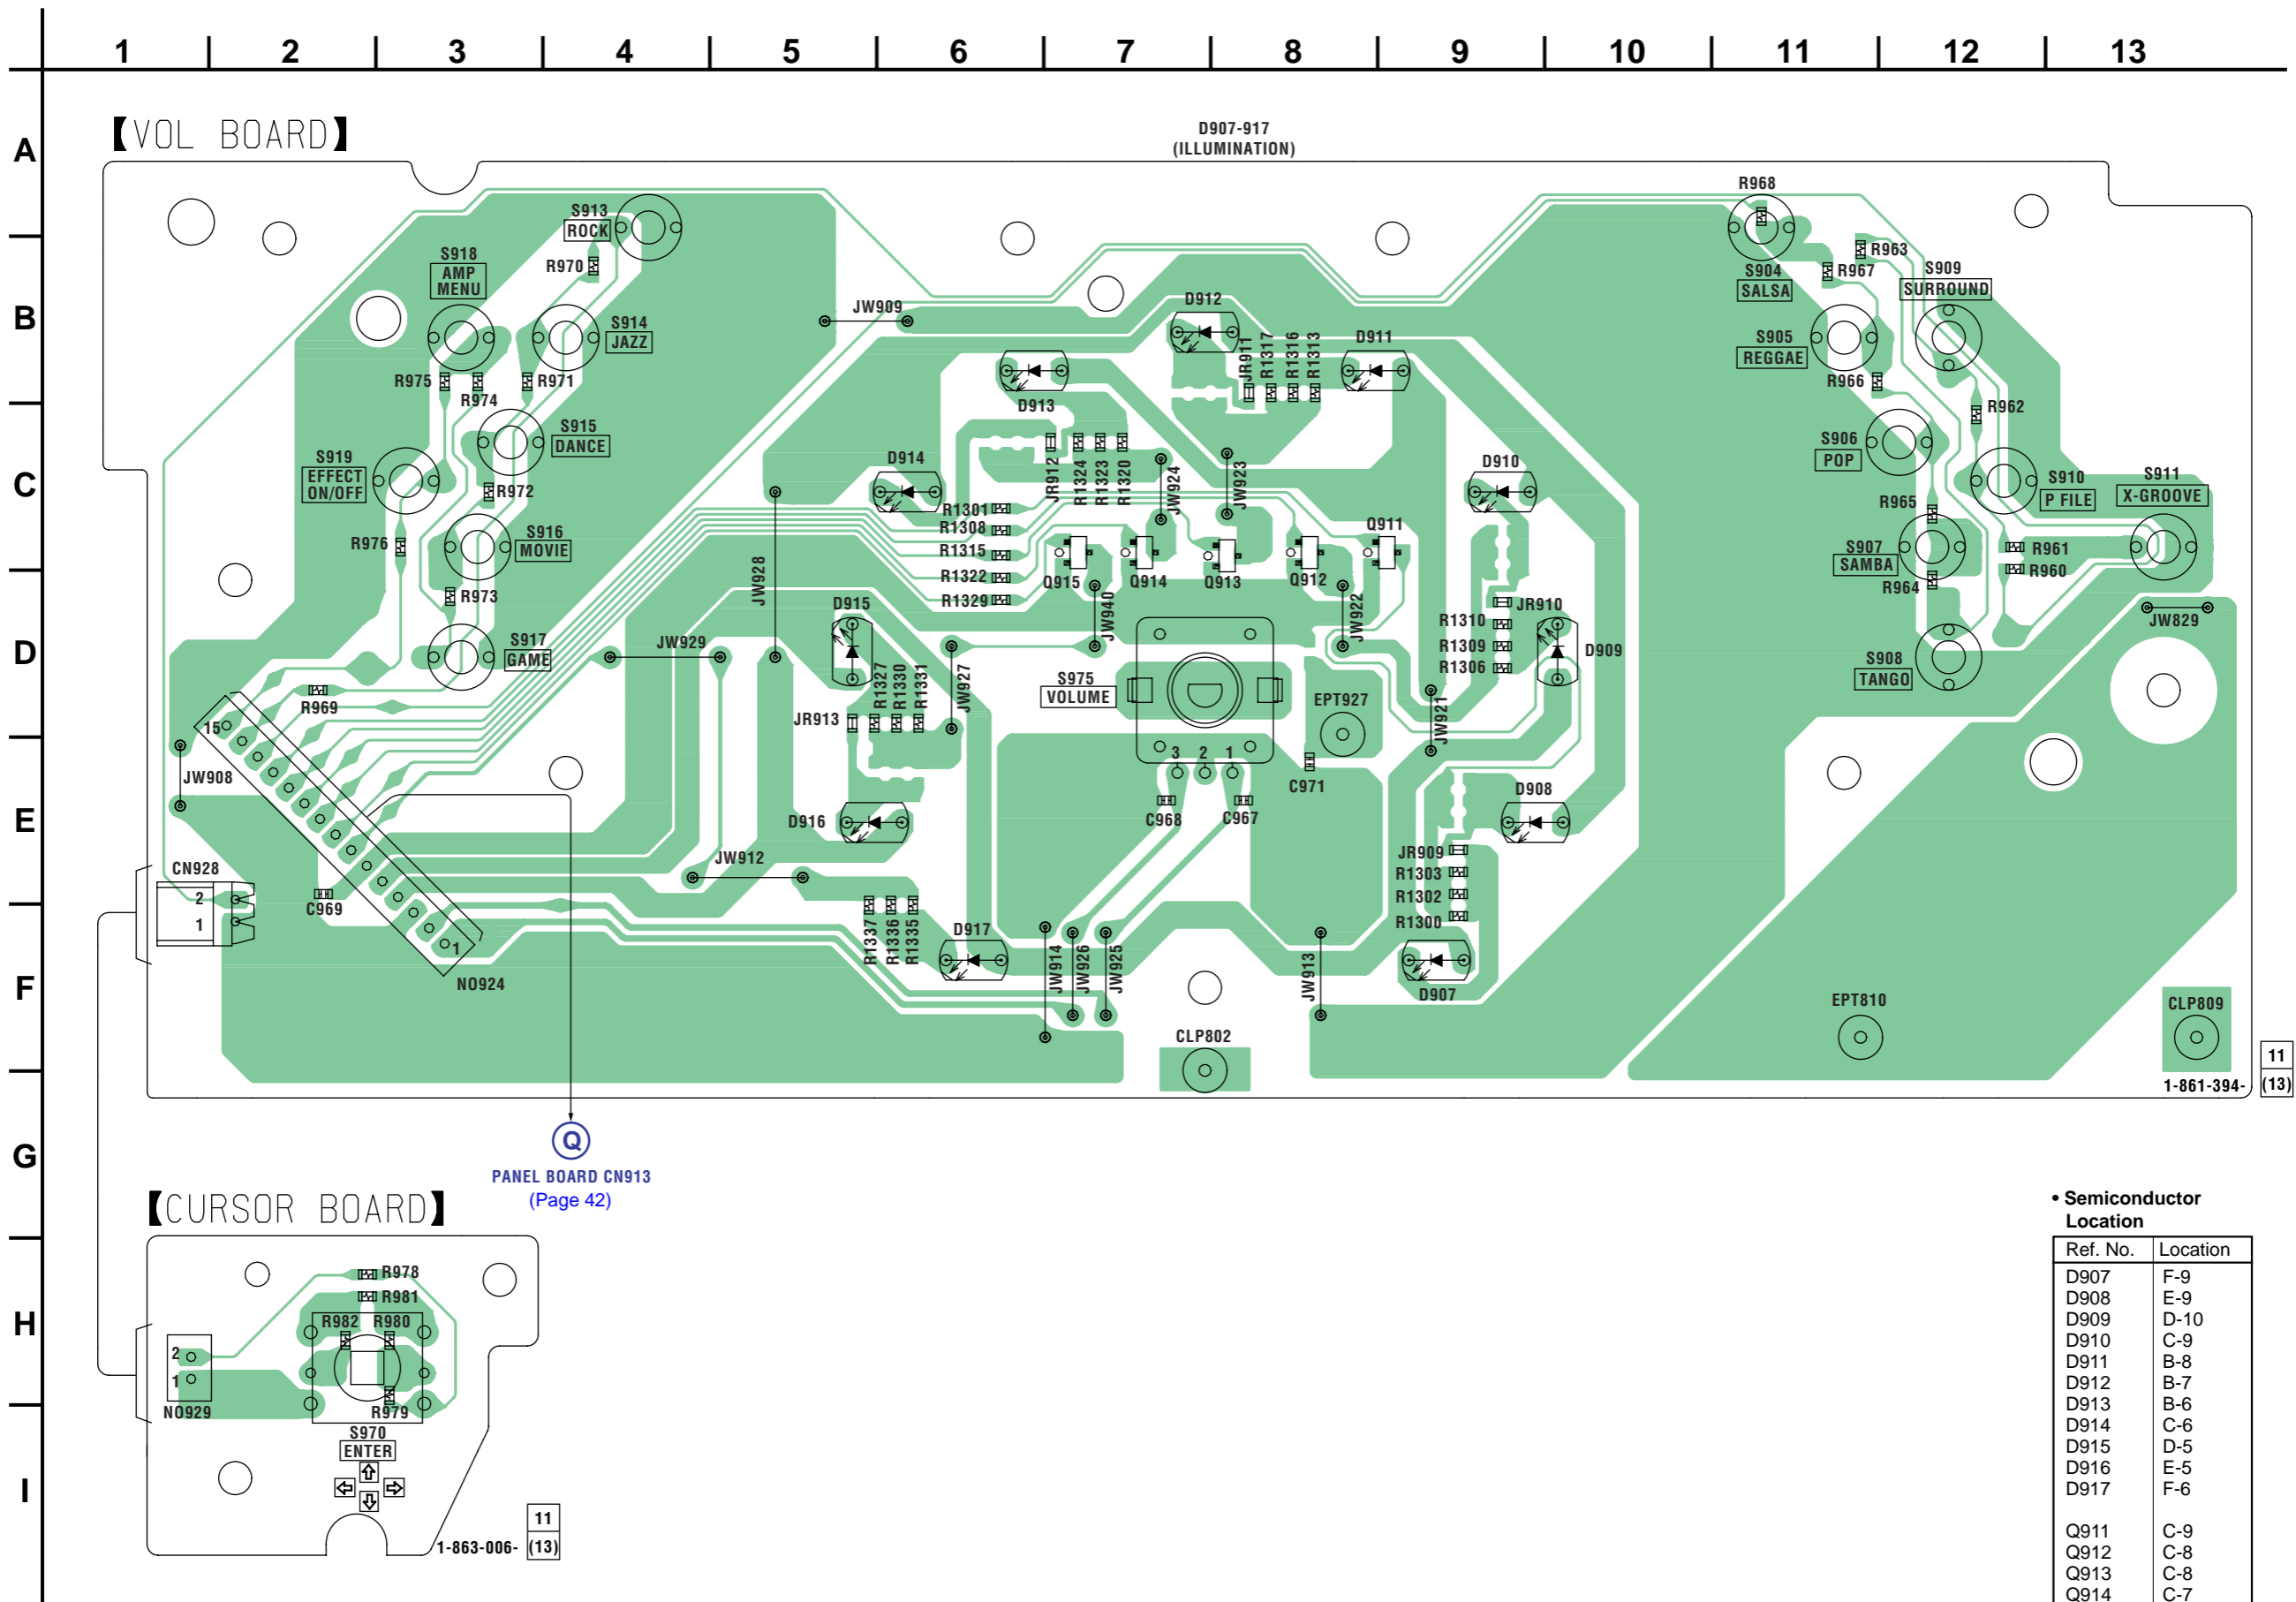 1 2 3 4 5 6 7 8 9 10 11 12 13
A
B
C
D
E
F
G
H
I
【VOL BOARD】
D907-917
(ILLUMINATION)
R968
S913
ROCK
S918
AMP
MENU
R970
R963
R967
S904
SALSA
S909
SURROUND
JW909
D912
S914
JAZZ
D911
JR911
R1317
R1316
R1313
S905
REGGAE
R975
R974
R971
R966
D913
S915
DANCE
R962
S919
EFFECT
ON/OFF
D914
JR912
R1324
R1323
R1320
JW924
JW923
D910
S906
POP
S910
P FILE
S911
X-GROOVE
R972
R1301
R1308
R1315
R1322
R1329
R965
R976
S916
MOVIE
JW928
Q915
Q914
Q913
Q912
Q911
S907
SAMBA
R961
R960
R964
R973
D915
JW940
JW922
JR910
R1310
R1309
R1306
D909
JW829
S917
GAME
JW929
JW927
S975
VOLUME
S908
TANGO
R969
R1327
R1330
R1331
JR913
EPT927
JW921
15
JW908
3 2 1
C971
D916
C968
C967
D908
JW912
JR909
R1303
R1302
R1300
CN928
2
1
C969
1
NO924
R1337
R1336
R1335
D917
JW914
JW926
JW925
JW913
D907
EPT810
CLP809
CLP802
11
1-861-394- (13)
Q
PANEL BOARD CN913
(Page 42)
【CURSOR BOARD】
R978
R981
R982
R980
2
1
NO929
R979
S970
ENTER
11
1-863-006- (13)
• Semiconductor
Location
Ref. No. Location
D907 F-9
D908 E-9
D909 D-10
D910 C-9
D911 B-8
D912 B-7
D913 B-6
D914 C-6
D915 D-5
D916 E-5
D917 F-6
Q911 C-9
Q912 C-8
Q913 C-8
Q914 C-7